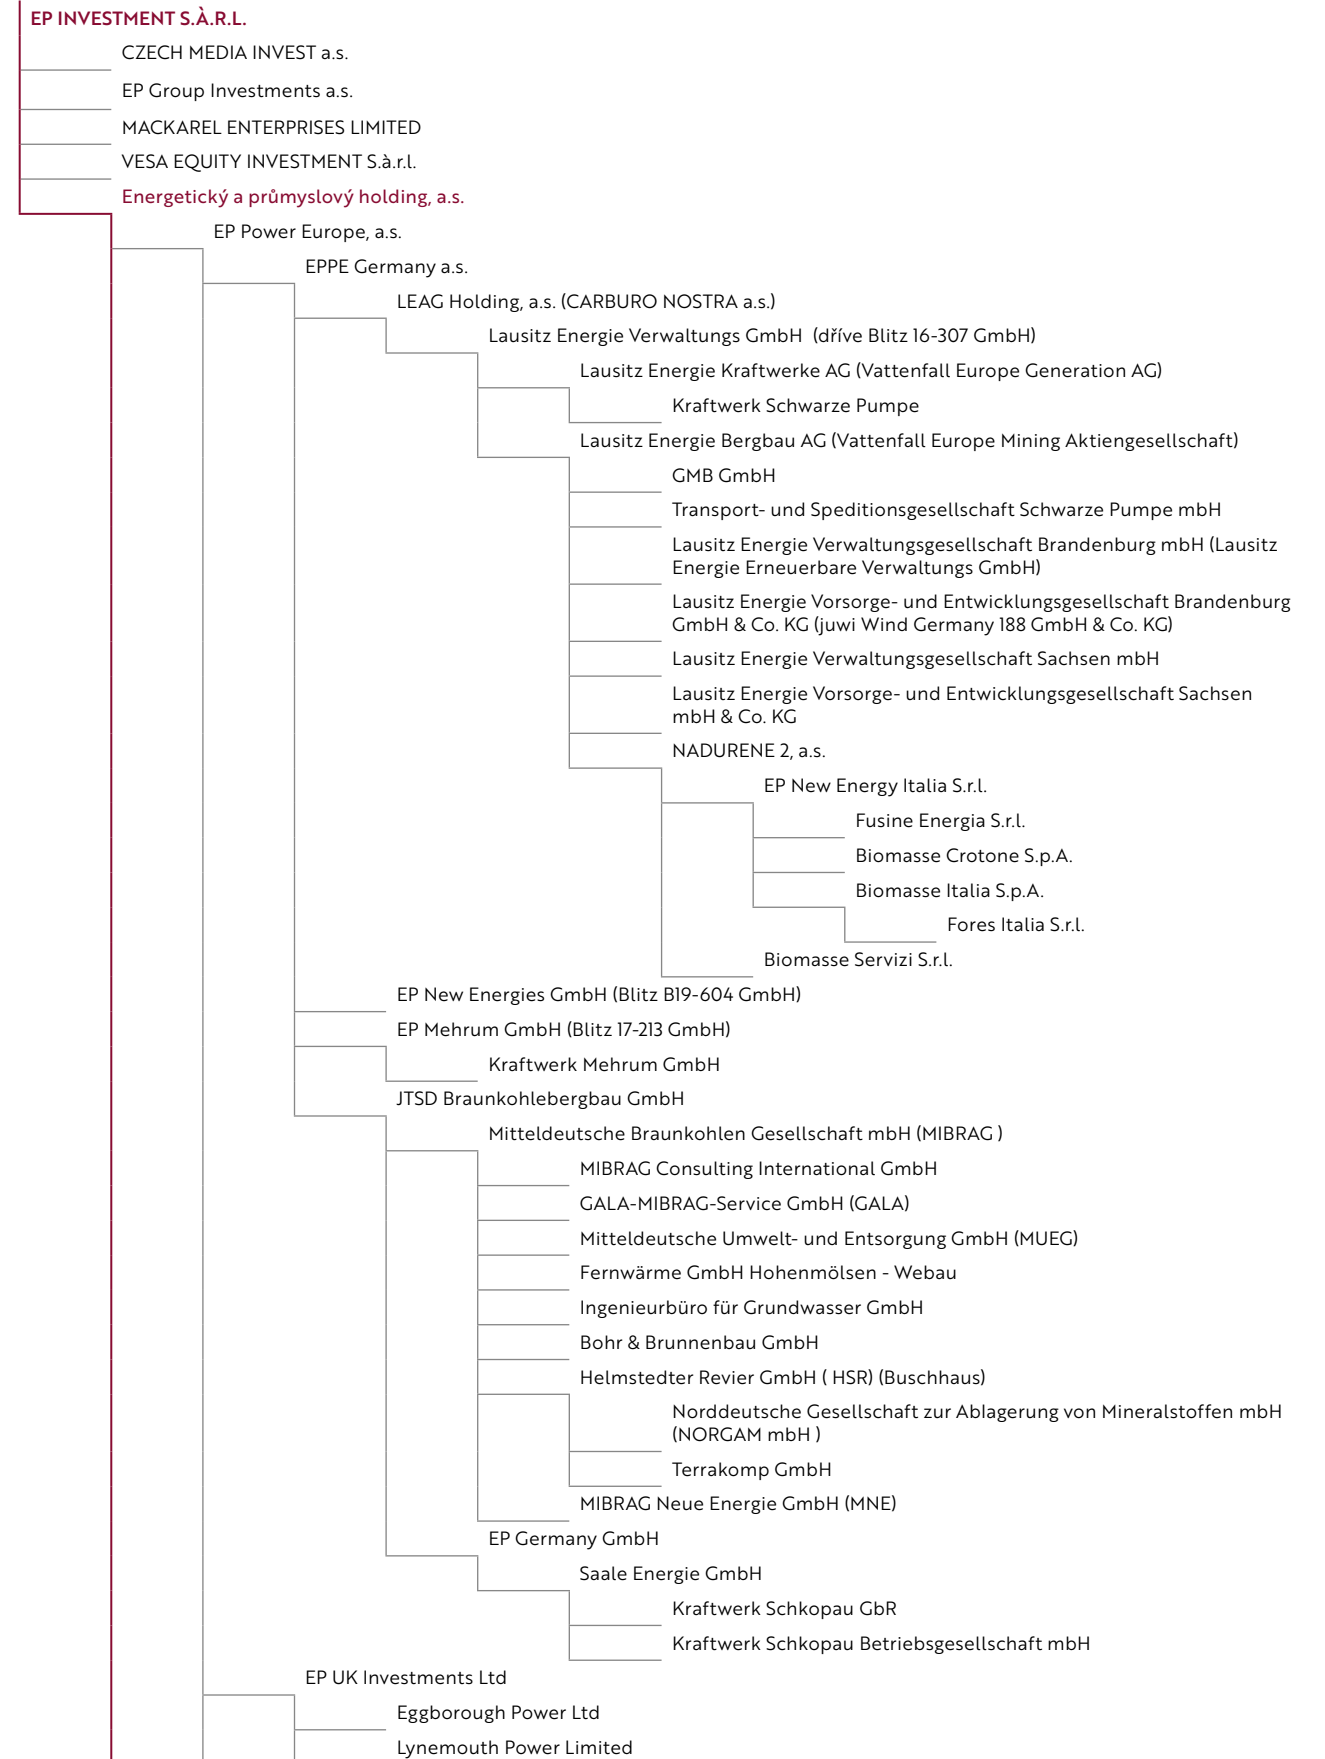 EP INVESTMENT S.À.R.L.
CZECH MEDIA INVEST a.s.
EP Group Investments a.s.
MACKAREL ENTERPRISES LIMITED
VESA EQUITY INVESTMENT S.à.r.l.
Energetický a průmyslový holding, a.s.
EP Power Europe, a.s.
EPPE Germany a.s.
LEAG Holding, a.s. (CARBURO NOSTRA a.s.)
Lausitz Energie Verwaltungs GmbH (dříve Blitz 16-307 GmbH)
Lausitz Energie Kraftwerke AG (Vattenfall Europe Generation AG)
Kraftwerk Schwarze Pumpe
Lausitz Energie Bergbau AG (Vattenfall Europe Mining Aktiengesellschaft)
GMB GmbH
Transport- und Speditionsgesellschaft Schwarze Pumpe mbH
Lausitz Energie Verwaltungsgesellschaft Brandenburg mbH (Lausitz
Energie Erneuerbare Verwaltungs GmbH)
Lausitz Energie Vorsorge- und Entwicklungsgesellschaft Brandenburg
GmbH & Co. KG (juwi Wind Germany 188 GmbH & Co. KG)
Lausitz Energie Verwaltungsgesellschaft Sachsen mbH
Lausitz Energie Vorsorge- und Entwicklungsgesellschaft Sachsen
mbH & Co. KG
NADURENE 2, a.s.
EP New Energy Italia S.r.l.
Fusine Energia S.r.l.
Biomasse Crotone S.p.A.
Biomasse Italia S.p.A.
Fores Italia S.r.l.
Biomasse Servizi S.r.l.
EP New Energies GmbH (Blitz B19-604 GmbH)
EP Mehrum GmbH (Blitz 17-213 GmbH)
Kraftwerk Mehrum GmbH
JTSD Braunkohlebergbau GmbH
Mitteldeutsche Braunkohlen Gesellschaft mbH (MIBRAG )
MIBRAG Consulting International GmbH
GALA-MIBRAG-Service GmbH (GALA)
Mitteldeutsche Umwelt- und Entsorgung GmbH (MUEG)
Fernwärme GmbH Hohenmölsen - Webau
Ingenieurbüro für Grundwasser GmbH
Bohr & Brunnenbau GmbH
Helmstedter Revier GmbH ( HSR) (Buschhaus)
Norddeutsche Gesellschaft zur Ablagerung von Mineralstoffen mbH
(NORGAM mbH )
Terrakomp GmbH
MIBRAG Neue Energie GmbH (MNE)
EP Germany GmbH
Saale Energie GmbH
Kraftwerk Schkopau GbR
Kraftwerk Schkopau Betriebsgesellschaft mbH
EP UK Investments Ltd
Eggborough Power Ltd
Lynemouth Power Limited